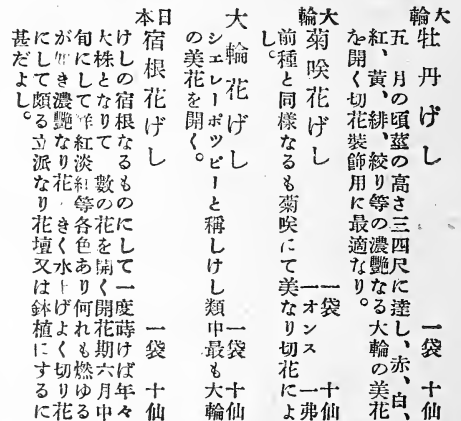 大輪 牡丹げし 一袋 十仙
五 月の頃莖の高さ三四尺に達し、赤、白、
紅、黃、緋、絞り等の濃艷なる大輪の美花
を開く切花裝飾用に最適なり。
大輪 菊咲花げし 一袋 十仙
一オンス 一弗
前種と同樣なるも菊咲にて美なり切花によ
し。
大輪花げし 一袋 十仙
シエレーポツピーと稱しけし類中最も大輪
の美花を開く。
日本 宿根花げし 一袋 十仙
けしの宿根なるものにして一度蒔けば年々
大株となりて 數の花を開く開花期六月中
旬にして 紅淡紅等各色あり何れも燃ゆる
が如き濃艷なり花 きく水上げよく切り花
にして頗る立派なり花壇又は鉢植にするに
甚だよし。